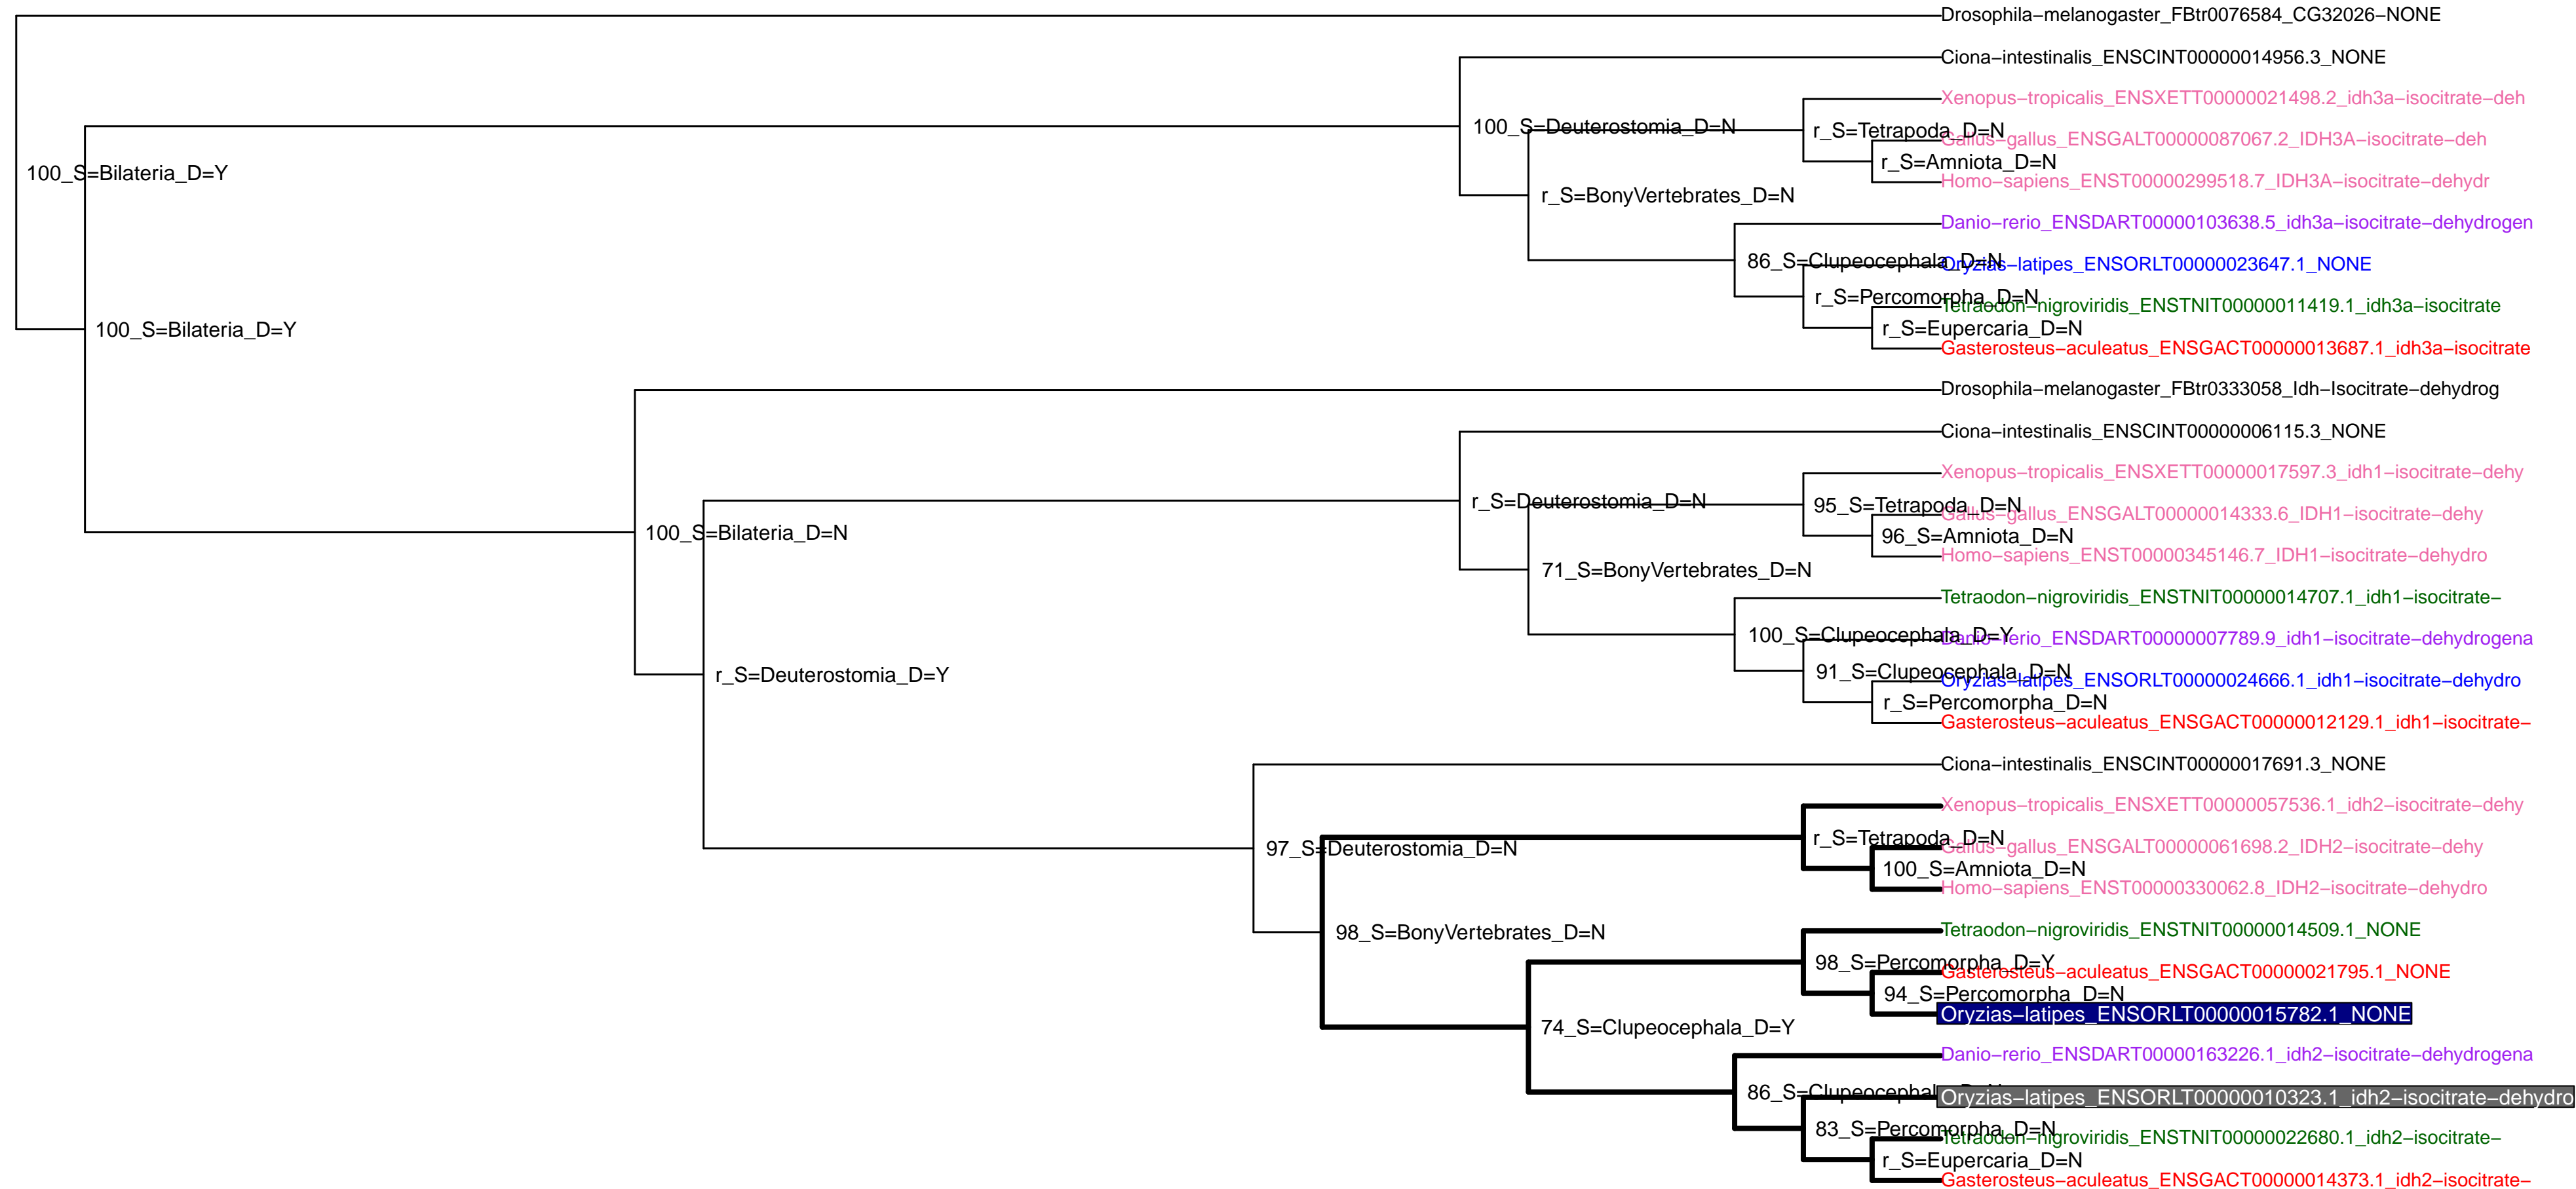 Drosophila−melanogaster_FBtr0076584_CG32026−NONE
Ciona−intestinalis_ENSCINT00000014956.3_NONE
Xenopus−tropicalis_ENSXETT00000021498.2_idh3a−isocitrate−deh
100_S=Deuterostomia_D=N
r_S=Tetrapoda_D=N
Gallus−gallus_ENSGALT00000087067.2_IDH3A−isocitrate−deh
r_S=Amniota_D=N
100_S=Bilateria_D=Y
Homo−sapiens_ENST00000299518.7_IDH3A−isocitrate−dehydr
r_S=BonyVertebrates_D=N
Danio−rerio_ENSDART00000103638.5_idh3a−isocitrate−dehydrogen
86_S=Clupeocephala_D=N
Oryzias−latipes_ENSORLT00000023647.1_NONE
r_S=Percomorpha_D=N
Tetraodon−nigroviridis_ENSTNIT00000011419.1_idh3a−isocitrate
100_S=Bilateria_D=Y
r_S=Eupercaria_D=N
Gasterosteus−aculeatus_ENSGACT00000013687.1_idh3a−isocitrate
Drosophila−melanogaster_FBtr0333058_Idh−Isocitrate−dehydrog
Ciona−intestinalis_ENSCINT00000006115.3_NONE
Xenopus−tropicalis_ENSXETT00000017597.3_idh1−isocitrate−dehy
r_S=Deuterostomia_D=N
95_S=Tetrapoda_D=N
Gallus−gallus_ENSGALT00000014333.6_IDH1−isocitrate−dehy
100_S=Bilateria_D=N
96_S=Amniota_D=N
Homo−sapiens_ENST00000345146.7_IDH1−isocitrate−dehydro
71_S=BonyVertebrates_D=N
Tetraodon−nigroviridis_ENSTNIT00000014707.1_idh1−isocitrate−
100_S=Clupeocephala_D=Y
Danio−rerio_ENSDART00000007789.9_idh1−isocitrate−dehydrogena
r_S=Deuterostomia_D=Y
91_S=Clupeocephala_D=N
Oryzias−latipes_ENSORLT00000024666.1_idh1−isocitrate−dehydro
r_S=Percomorpha_D=N
Gasterosteus−aculeatus_ENSGACT00000012129.1_idh1−isocitrate−
Ciona−intestinalis_ENSCINT00000017691.3_NONE
Xenopus−tropicalis_ENSXETT00000057536.1_idh2−isocitrate−dehy
r_S=Tetrapoda_D=N
97_S=Deuterostomia_D=N
Gallus−gallus_ENSGALT00000061698.2_IDH2−isocitrate−dehy
100_S=Amniota_D=N
Homo−sapiens_ENST00000330062.8_IDH2−isocitrate−dehydro
98_S=BonyVertebrates_D=N
Tetraodon−nigroviridis_ENSTNIT00000014509.1_NONE
98_S=Percomorpha_D=Y
Gasterosteus−aculeatus_ENSGACT00000021795.1_NONE
94_S=Percomorpha_D=N
Oryzias−latipes_ENSORLT00000015782.1_NONE
74_S=Clupeocephala_D=Y
Danio−rerio_ENSDART00000163226.1_idh2−isocitrate−dehydrogena
86_S=Clupeocephal
Oryzias−latipes_ENSORLT00000010323.1_idh2−isocitrate−dehydro
83_S=Percomorpha_D=N
Tetraodon−nigroviridis_ENSTNIT00000022680.1_idh2−isocitrate−
r_S=Eupercaria_D=N
Gasterosteus−aculeatus_ENSGACT00000014373.1_idh2−isocitrate−